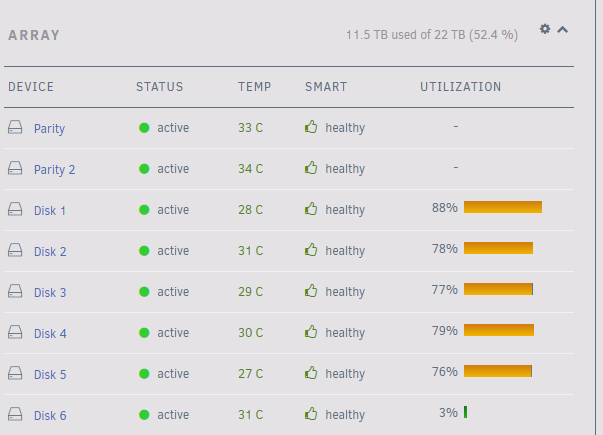 ARRAY 11.5 TB used of 22 TB (52.4 %)
DEVICE STATUS TEMP SMART UTILIZATION
Parity active 33 C healthy -
Parity 2 active 34 C healthy -
Disk 1 active 28 C healthy 88%
Disk 2 active 31 C healthy 78%
Disk 3 active 29 C healthy 77%
Disk 4 active 30 C healthy 79%
Disk 5 active 27 C healthy 76%
Disk 6 active 31 C healthy 3%